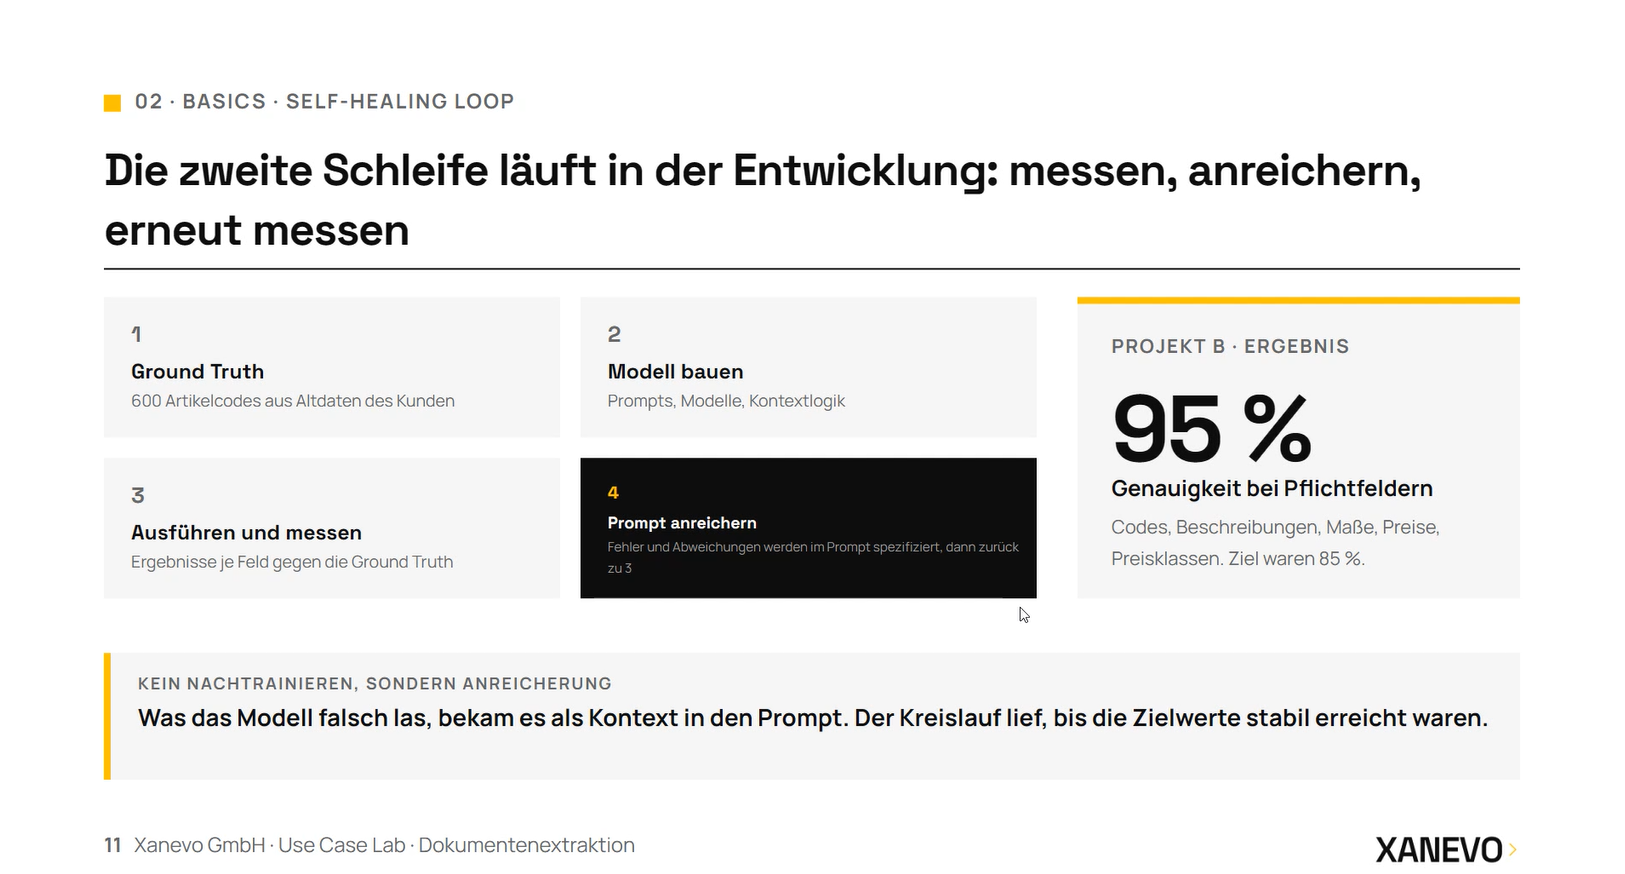 02 · BASICS · SELF-HEALING LOOP
Die zweite Schleife läuft in der Entwicklung: messen, anreichern,
erneut messen
1
Ground Truth
600 Artikelcodes aus Altdaten des Kunden
2
Modell bauen
Prompts, Modelle, Kontextlogik
3
Ausführen und messen
Ergebnisse je Feld gegen die Ground Truth
4
Prompt anreichern
Fehler und Abweichungen werden im Prompt spezifiziert, dann zurück
zu 3
PROJEKT B · ERGEBNIS
95 %
Genauigkeit bei Pflichtfeldern
Codes, Beschreibungen, Maße, Preise,
Preisklassen. Ziel waren 85 %.
KEIN NACHTRAINIEREN, SONDERN ANREICHERUNG
Was das Modell falsch las, bekam es als Kontext in den Prompt. Der Kreislauf lief, bis die Zielwerte stabil erreicht waren.
11 Xanevo GmbH · Use Case Lab · Dokumentenextraktion
XANEVO